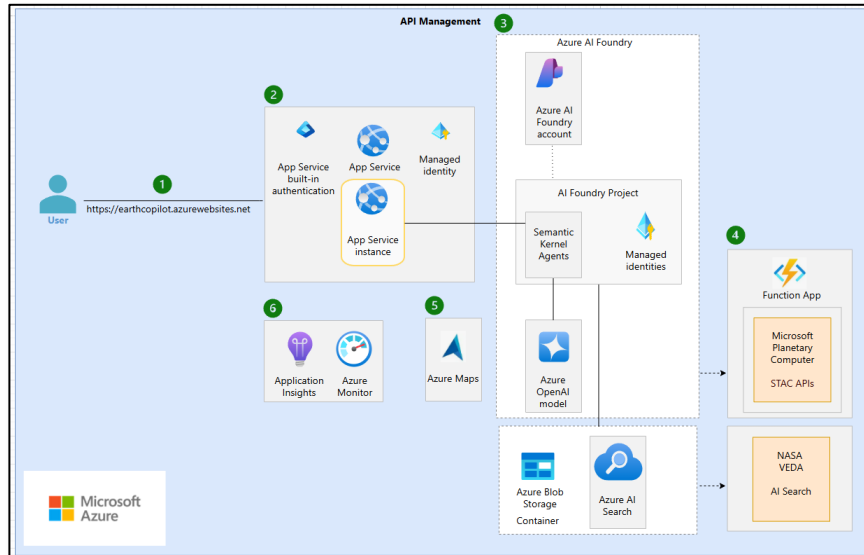 API Management
1
User
https://earthcopilot.azurewebsites.net
2
App Service
built-in
authentication
App Service
Managed
identity
App Service
instance
3
Azure AI Foundry
Azure AI
Foundry
account
AI Foundry Project
Semantic
Kernel
Agents
Managed
identities
Azure
OpenAI
model
4
Function App
Microsoft
Planetary
Computer
STAC APIs
5
Azure Maps
6
Application
Insights
Azure
Monitor
Azure Blob
Storage
Container
Azure AI
Search
NASA
VEDA
AI Search
Microsoft
Azure